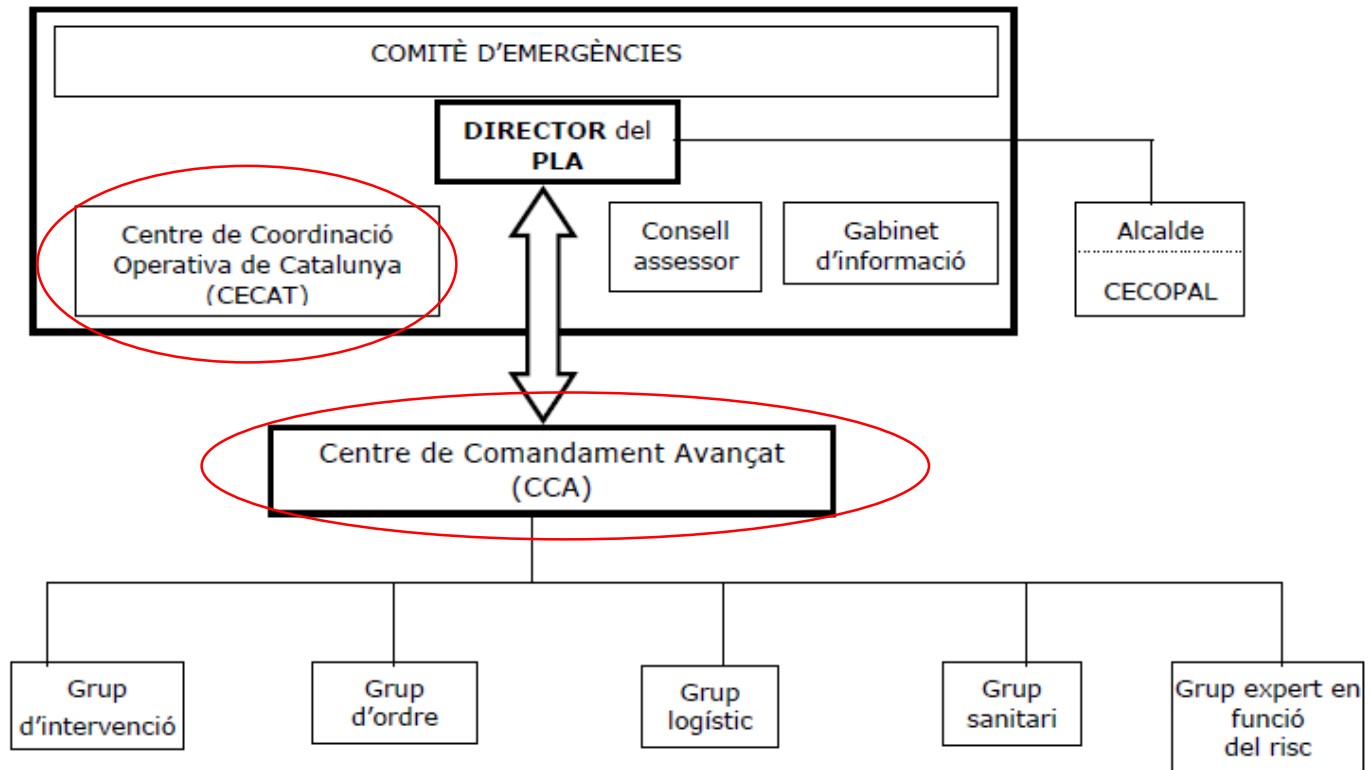 COMITÈ D'EMERGÈNCIES
DIRECTOR del
PLA
Centre de Coordinació
Operativa de Catalunya
(CECAT)
Consell
assessor
Gabinet
d'informació
Alcalde
CECOPAL
Centre de Comandament Avançat
(CCA)
Grup
d'intervenció
Grup
d'ordre
Grup
logístic
Grup
sanitari
Grup expert en
funció
del risc